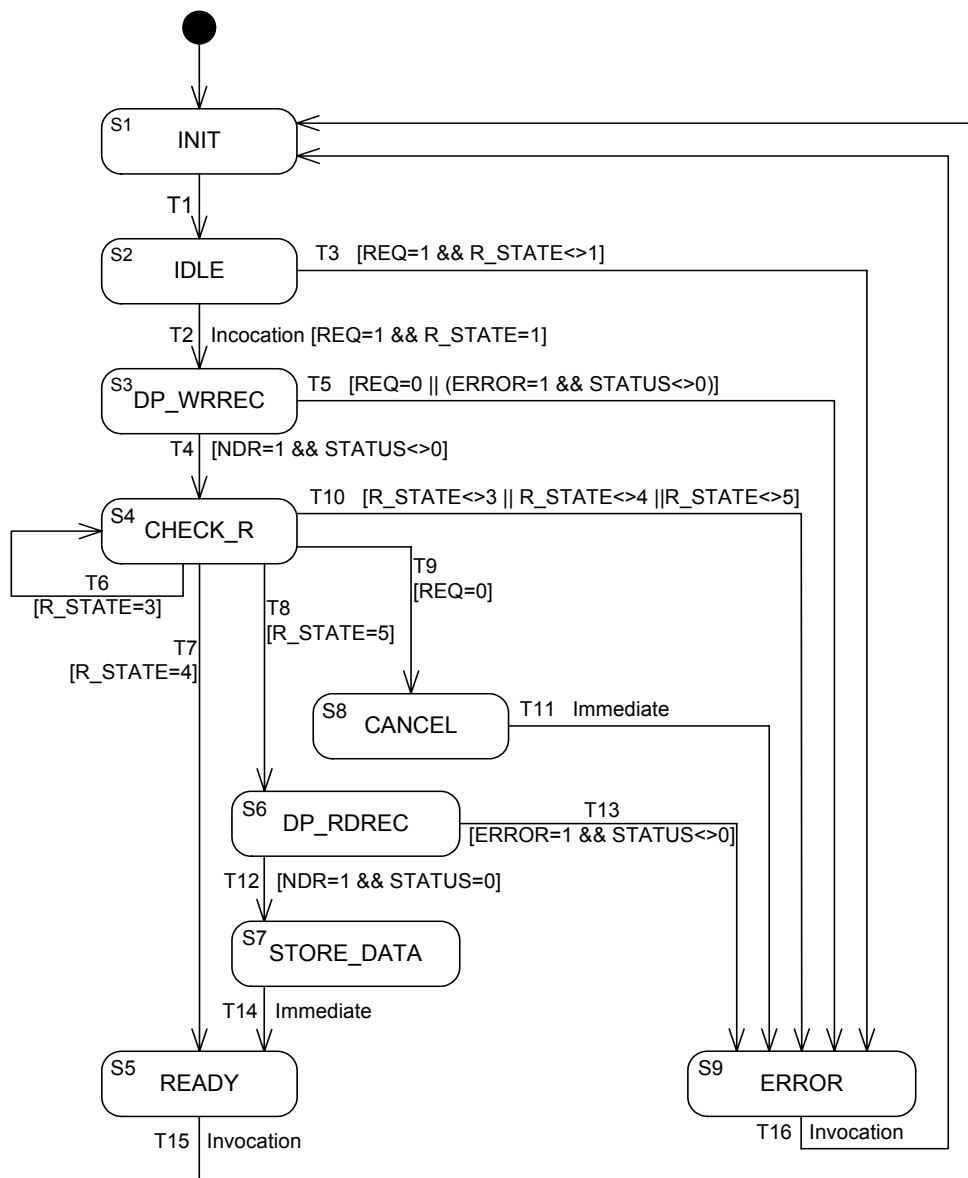 S1
INIT
T1
S2
IDLE
T3 [REQ=1 && R_STATE<>1]
T2 Incocation [REQ=1 && R_STATE=1]
S3
DP_WRREC
T5 [REQ=0 || (ERROR=1 && STATUS<>0)]
T4 [NDR=1 && STATUS<>0]
S4
CHECK_R
T10 [R_STATE<>3 || R_STATE<>4 ||R_STATE<>5]
T6
[R_STATE=3]
T9
[REQ=0]
T8
[R_STATE=5]
T7
[R_STATE=4]
S8
CANCEL
T11 Immediate
S6
DP_RDREC
T13
[ERROR=1 && STATUS<>0]
T12 [NDR=1 && STATUS=0]
S7
STORE_DATA
T14 Immediate
S5
READY
S9
ERROR
T15 Invocation
T16 Invocation